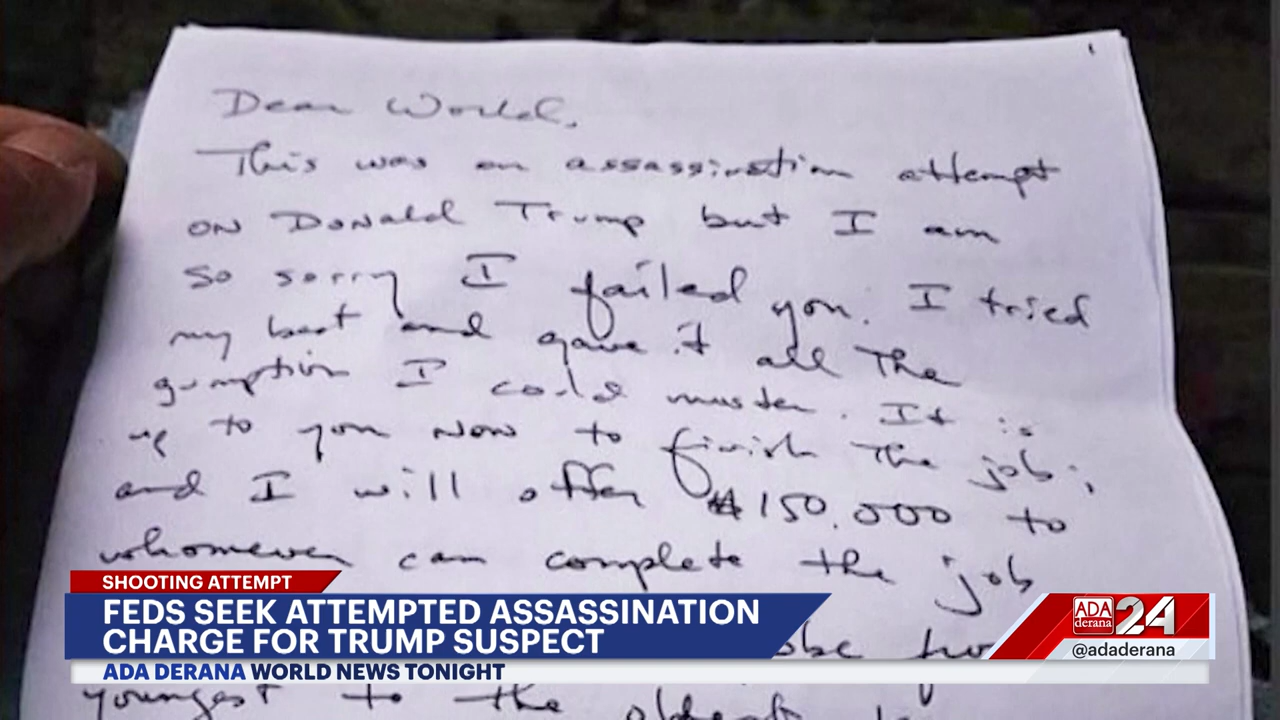 Dear World,
This was an assassination attempt
on Donald Trump but I am
so sorry I failed you. I tried
my best and gave it all the
gumption I could muster. It is
up to you now to finish the job;
and I will offer $150,000 to
whomever can complete the job
youngest to the oldest
SHOOTING ATTEMPT
FEDS SEEK ATTEMPTED ASSASSINATION
CHARGE FOR TRUMP SUSPECT
ADA DERANA WORLD NEWS TONIGHT
ADA
derana
24
@adaderana